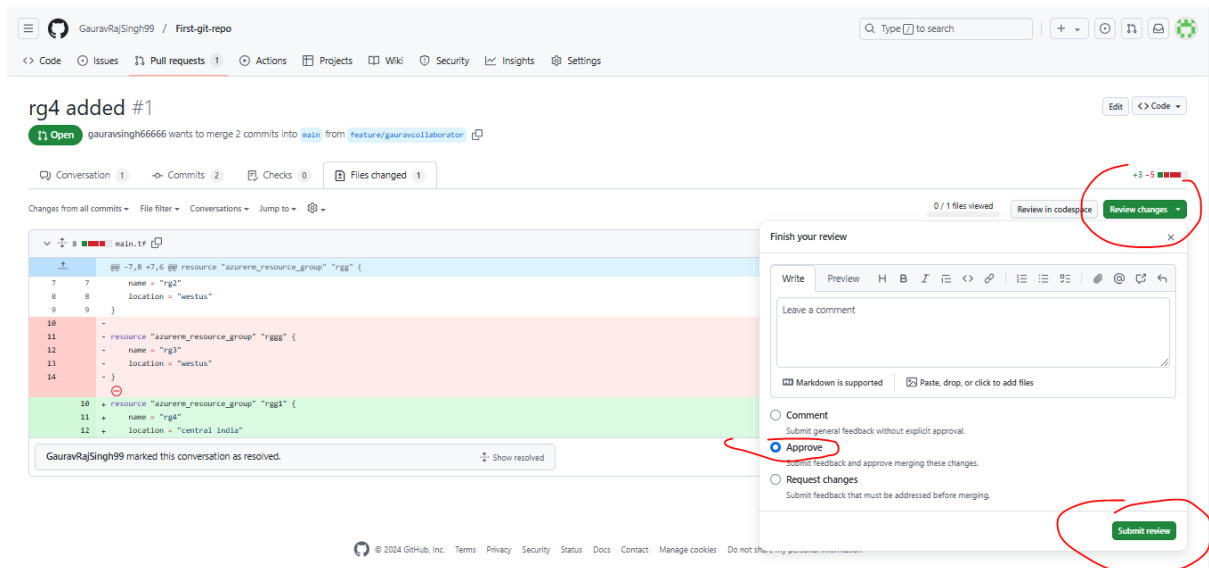 GauravRajSingh99 / First-git-repo
Type / to search
<> Code Issues Pull requests 1 Actions Projects Wiki Security Insights Settings
rg4 added #1
Edit <> Code
Open gauravsingh66666 wants to merge 2 commits into main from feature/gauravcollaborator
Conversation 1 Commits 2 Checks 0 Files changed 1
+3 −5
Changes from all commits File filter Conversations Jump to
0 / 1 files viewed Review in codespace Review changes
8 main.tf
@@ -7,8 +7,6 @@ resource "azurerm_resource_group" "rgg" {
7 7 name = "rg2"
8 8 location = "westus"
9 9 }
10 -
11 - resource "azurerm_resource_group" "rggg" {
12 - name = "rg3"
13 - location = "westus"
14 - }
10 + resource "azurerm_resource_group" "rgg1" {
11 + name = "rg4"
12 + location = "central india"
GauravRajSingh99 marked this conversation as resolved. Show resolved
Finish your review ×
Write Preview H B I
Leave a comment
Markdown is supported Paste, drop, or click to add files
Comment
Submit general feedback without explicit approval.
Approve
Submit feedback and approve merging these changes.
Request changes
Submit feedback that must be addressed before merging.
Submit review
© 2024 GitHub, Inc. Terms Privacy Security Status Docs Contact Manage cookies Do not share my personal information